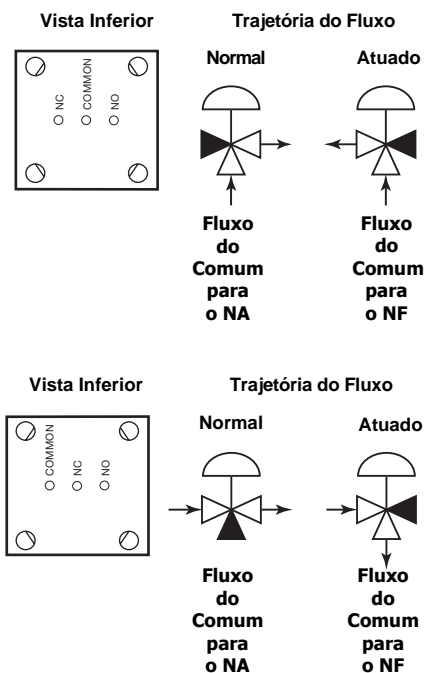 Vista Inferior
Trajetória do Fluxo
Normal
Atuado
NC
COMMON
NO
Fluxo
do
Comum
para
o NA
Fluxo
do
Comum
para
o NF
Vista Inferior
Trajetória do Fluxo
Normal
Atuado
COMMON
NC
NO
Fluxo
do
Comum
para
o NA
Fluxo
do
Comum
para
o NF